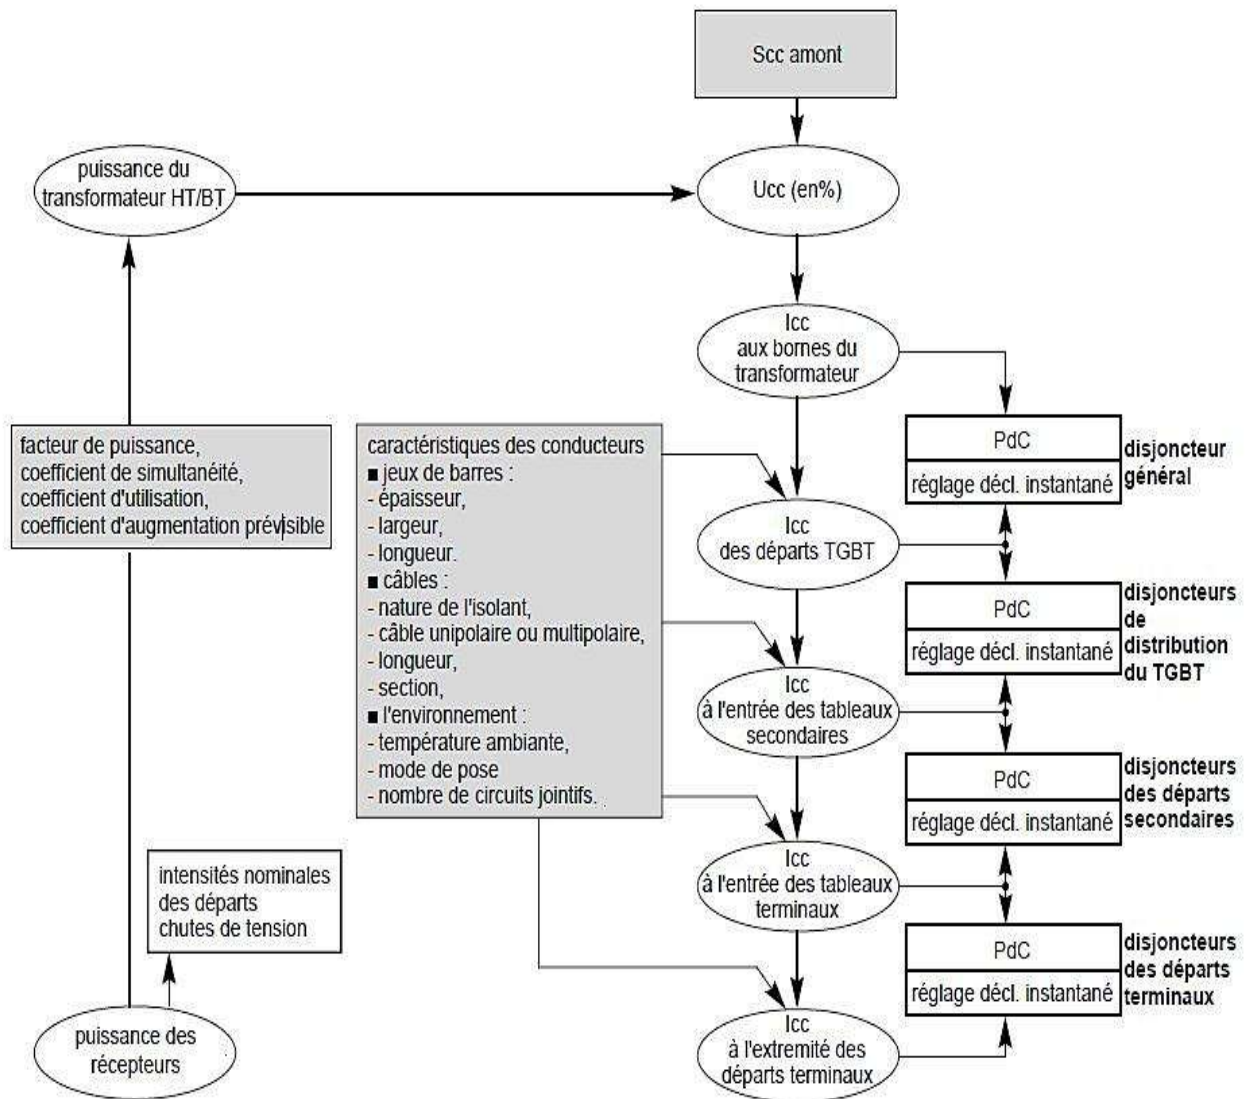 Scc amont
puissance du
transformateur HT/BT
Ucc (en%)
Icc
aux bornes du
transformateur
facteur de puissance,
coefficient de simultanéité,
coefficient d'utilisation,
coefficient d'augmentation prévisible
caractéristiques des conducteurs
■ jeux de barres :
- épaisseur,
- largeur,
- longueur.
■ câbles :
- nature de l'isolant,
- câble unipolaire ou multipolaire,
- longueur,
- section,
■ l'environnement :
- température ambiante,
- mode de pose
- nombre de circuits jointifs.
PdC
réglage décl. instantané
disjoncteur
général
Icc
des départs TGBT
PdC
réglage décl. instantané
disjoncteurs
de
distribution
du TGBT
Icc
à l'entrée des tableaux
secondaires
PdC
réglage décl. instantané
disjoncteurs
des départs
secondaires
Icc
à l'entrée des tableaux
terminaux
intensités nominales
des départs
chutes de tension
PdC
réglage décl. instantané
disjoncteurs
des départs
terminaux
puissance des
récepteurs
Icc
à l'extremité des
départs terminaux